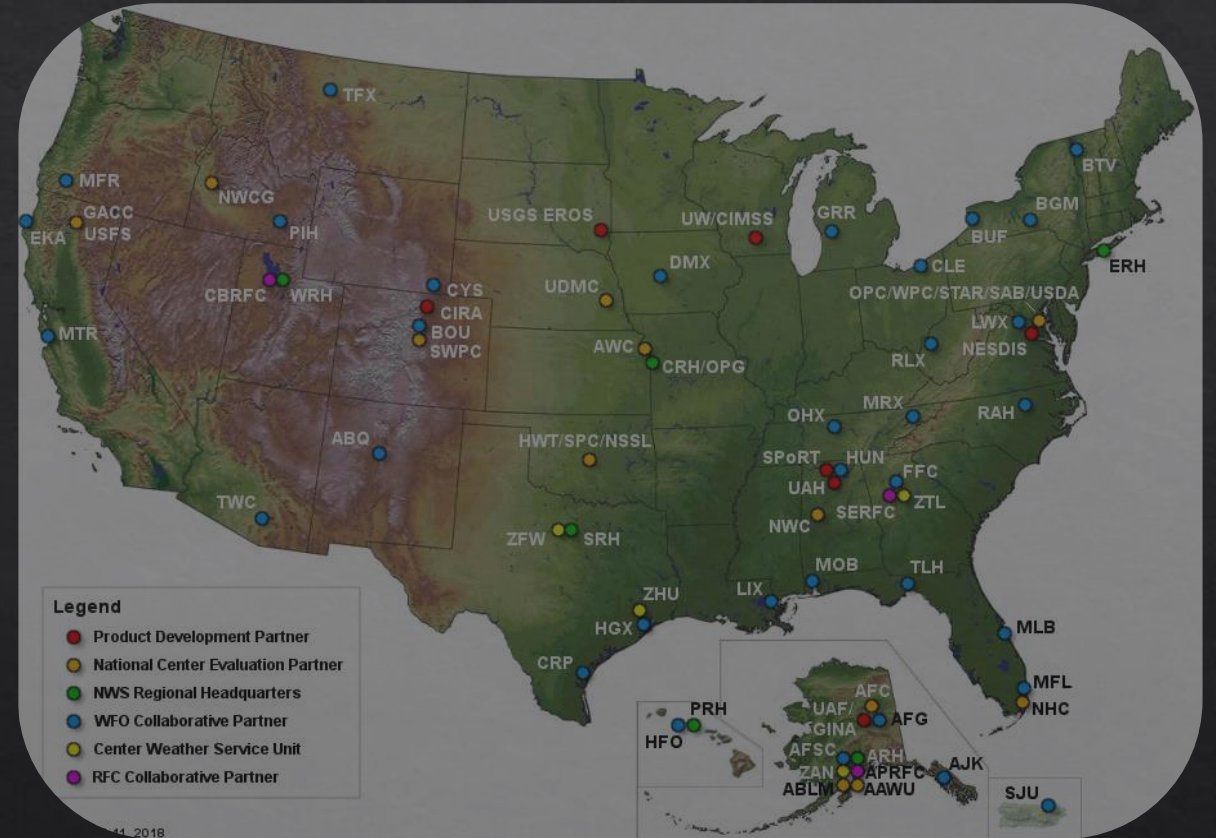 TFX
BTV
MFR
NWCG
GACC
USFS
EKA
PIH
USGS EROS
UW/CIMSS
GRR
BGM
BUF
ERH
CBRFC
WRH
CYS
CIRA
BOU
SWPC
UDMC
DMX
CLE
OPC/WPC/STAR/SAB/USDA
LWX
NESDIS
MTR
AWC
CRH/OPG
RLX
MRX
RAH
OHX
ABQ
HWT/SPC/NSSL
SPoRT
HUN
UAH
FFC
SERFC
ZTL
NWC
TWC
ZFW
SRH
MOB
TLH
LIX
ZHU
HGX
CRP
MLB
MFL
NHC
Legend
Product Development Partner
National Center Evaluation Partner
NWS Regional Headquarters
WFO Collaborative Partner
Center Weather Service Unit
RFC Collaborative Partner
PRH
HFO
AFC
UAF/
GINA
AFG
AFSC
ARH
ZAN
APRFC
ABLM
AAWU
AJK
SJU
2018